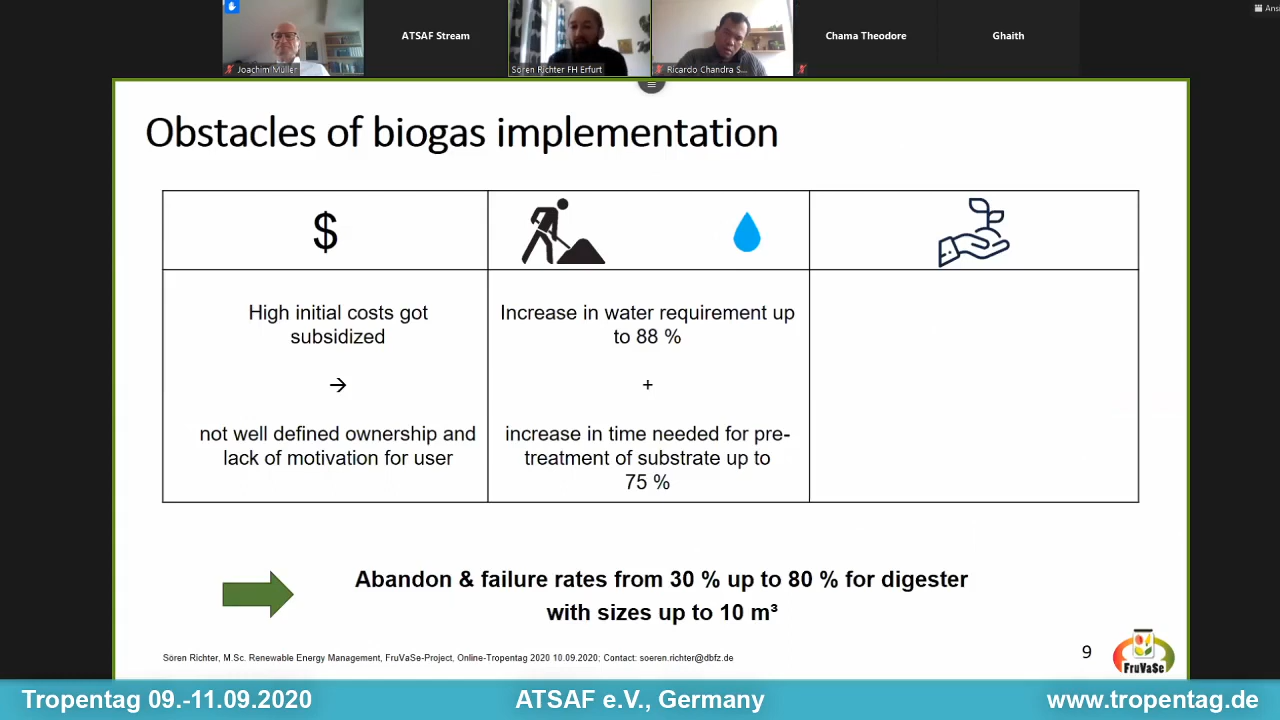 ATSAF Stream
Chama Theodore
Ghaith
Joachim Müller
Sören Richter FH Erfurt
Ricardo Chandra S...
Obstacles of biogas implementation
$
High initial costs got
subsidized
→
not well defined ownership and
lack of motivation for user
Increase in water requirement up
to 88 %
+
increase in time needed for pre-
treatment of substrate up to
75 %
Abandon & failure rates from 30 % up to 80 % for digester
with sizes up to 10 m³
Sören Richter, M.Sc. Renewable Energy Management, FruVaSe-Project, Online-Tropentag 2020 10.09.2020; Contact: soeren.richter@dbfz.de
9
FruVaSe
Tropentag 09.-11.09.2020
ATSAF e.V., Germany
www.tropentag.de